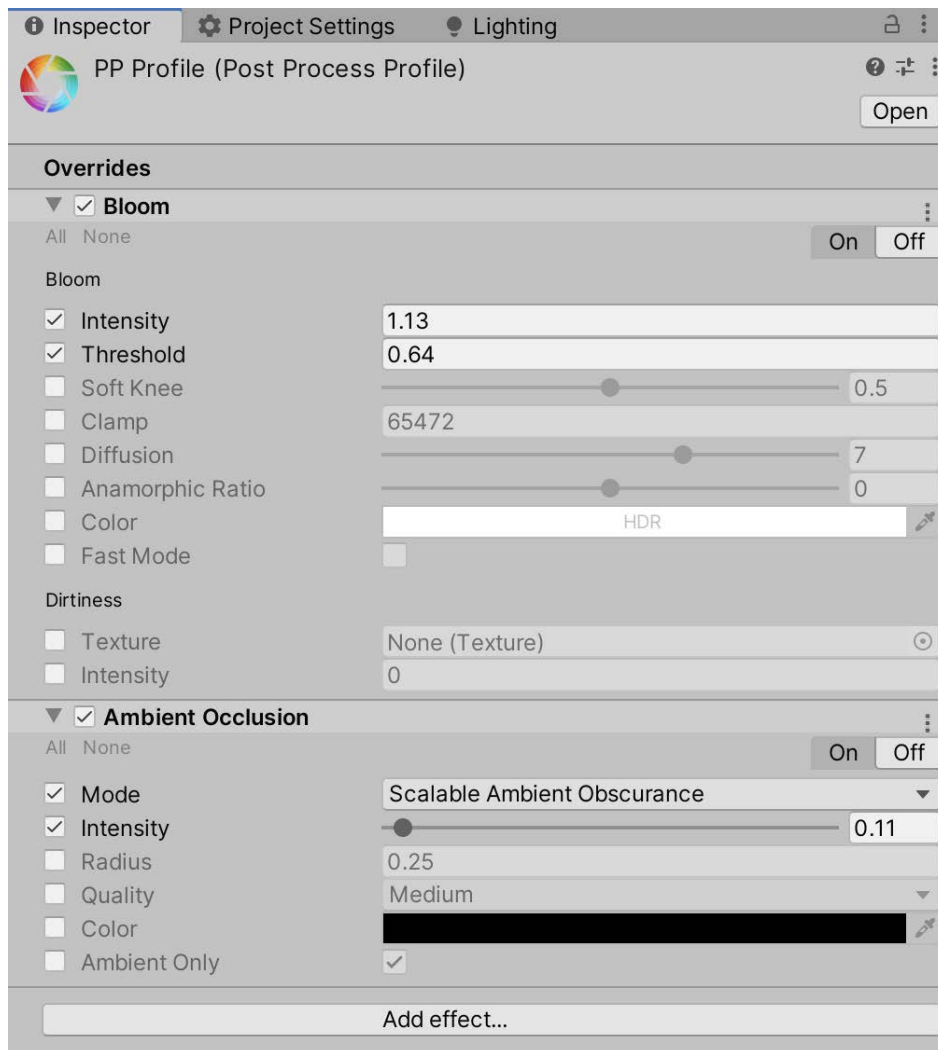 Inspector Project Settings Lighting
PP Profile (Post Process Profile)
Open
Overrides
Bloom
All None
On Off
Bloom
Intensity 1.13
Threshold 0.64
Soft Knee 0.5
Clamp 65472
Diffusion 7
Anamorphic Ratio 0
Color HDR
Fast Mode
Dirtiness
Texture None (Texture)
Intensity 0
Ambient Occlusion
All None
On Off
Mode Scalable Ambient Obscurance
Intensity 0.11
Radius 0.25
Quality Medium
Color
Ambient Only
Add effect...